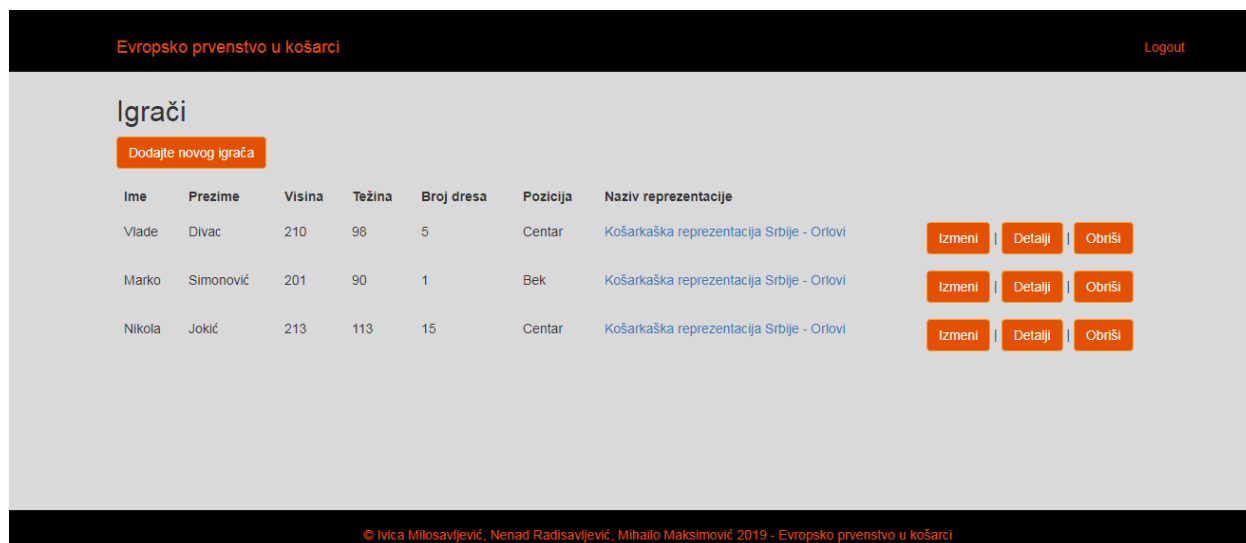 Evropsko prvenstvo u košarci Logout
Igrači
Dodajte novog igrača
Ime Prezime Visina Težina Broj dresa Pozicija Naziv reprezentacije
Vlade Divac 210 98 5 Centar Košarkaška reprezentacija Srbije - Orlovi Izmeni | Detalji | Obriši
Marko Simonović 201 90 1 Bek Košarkaška reprezentacija Srbije - Orlovi Izmeni | Detalji | Obriši
Nikola Jokić 213 113 15 Centar Košarkaška reprezentacija Srbije - Orlovi Izmeni | Detalji | Obriši
© Ivica Milosavljević, Nenad Radisavljević, Mihailo Maksimović 2019 - Evropsko prvenstvo u košarci